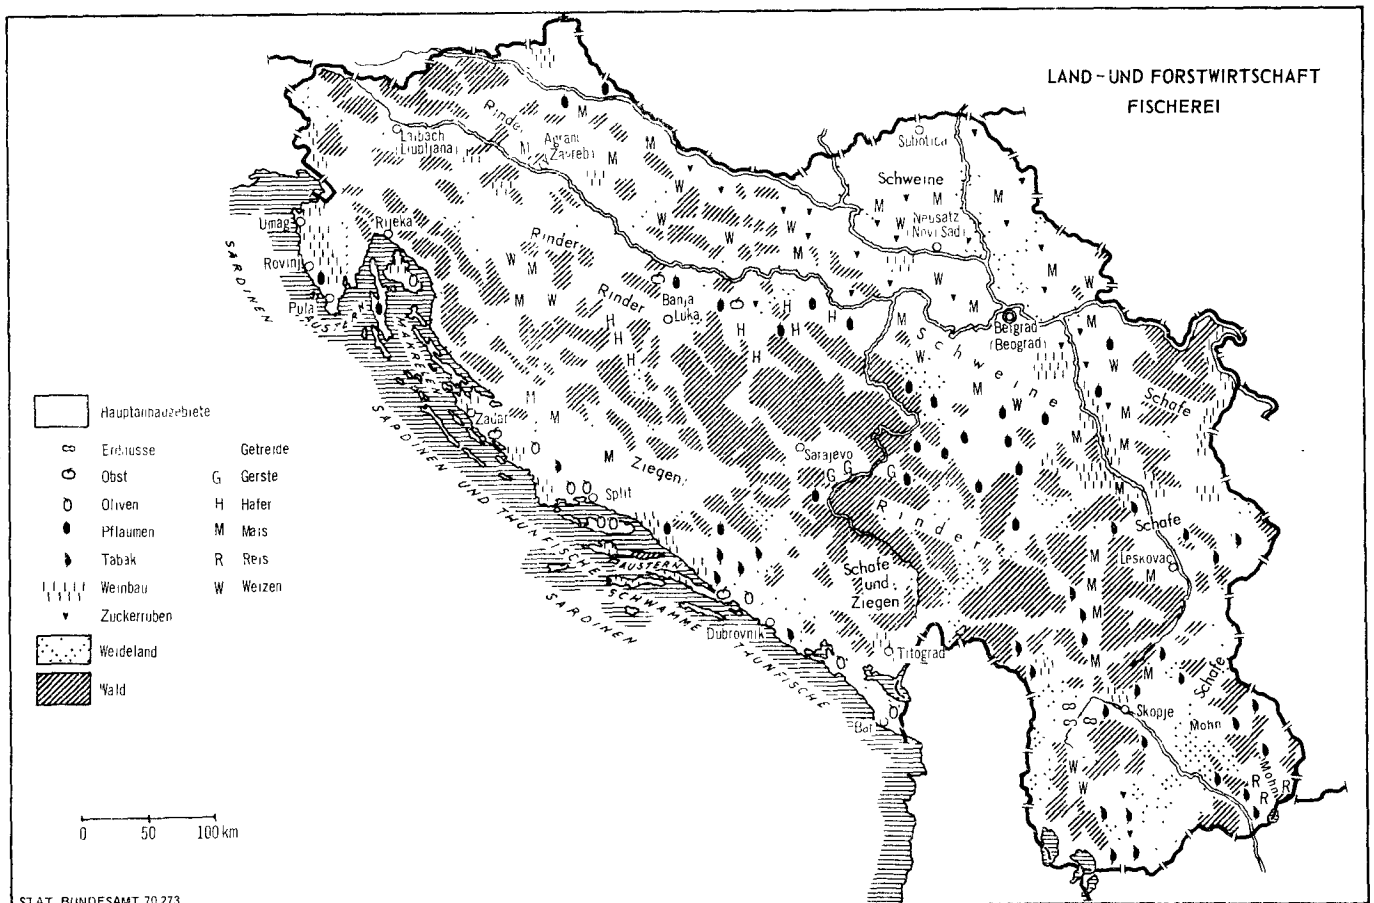 LAND-UND FORSTWIRTSCHAFT
FISCHEREI
Rinder
Laibach
(Ljubljana)
Agram
(Zagreb)
M
M
M
M
M
Subotica
Schweine
Neusatz
(Novi Sad)
W
W
W
W
M
M
M
W
M
M
W
M
W
M
Umag
Rijeka
Rovinj
Pula
SARDINEN
AUSTERN
MAKRELEN
Rinder
Rinder
W
M
M
W
Banja
Luka
H
H
H
H
H
H
H
H
Belgrad
(Beograd)
Schweine
M
W
M
W
M
W
M
M
M
M
Schafe
Zadar
M
M
M
SARDINEN UND THUNFISCHE
Ziegen
Sarajevo
G
G
G
Split
Rinder
Schafe
Leskovac
M
M
M
M
M
M
AUSTERN
SCHWÄMME
SARDINEN
THUNFISCHE
Schafe
und
Ziegen
Dubrovnik
Titograd
Bar
Schafe
Skopje
Mohn
Mohn
W
W
R
R
R
Hauptanbaugebiete
Erdnüsse
Getreide
Obst
G Gerste
Oliven
H Hafer
Pflaumen
M Mais
Tabak
R Reis
Weinbau
W Weizen
Zuckerrüben
Weideland
Wald
0 50 100 km
STAT. BUNDESAMT 70 273